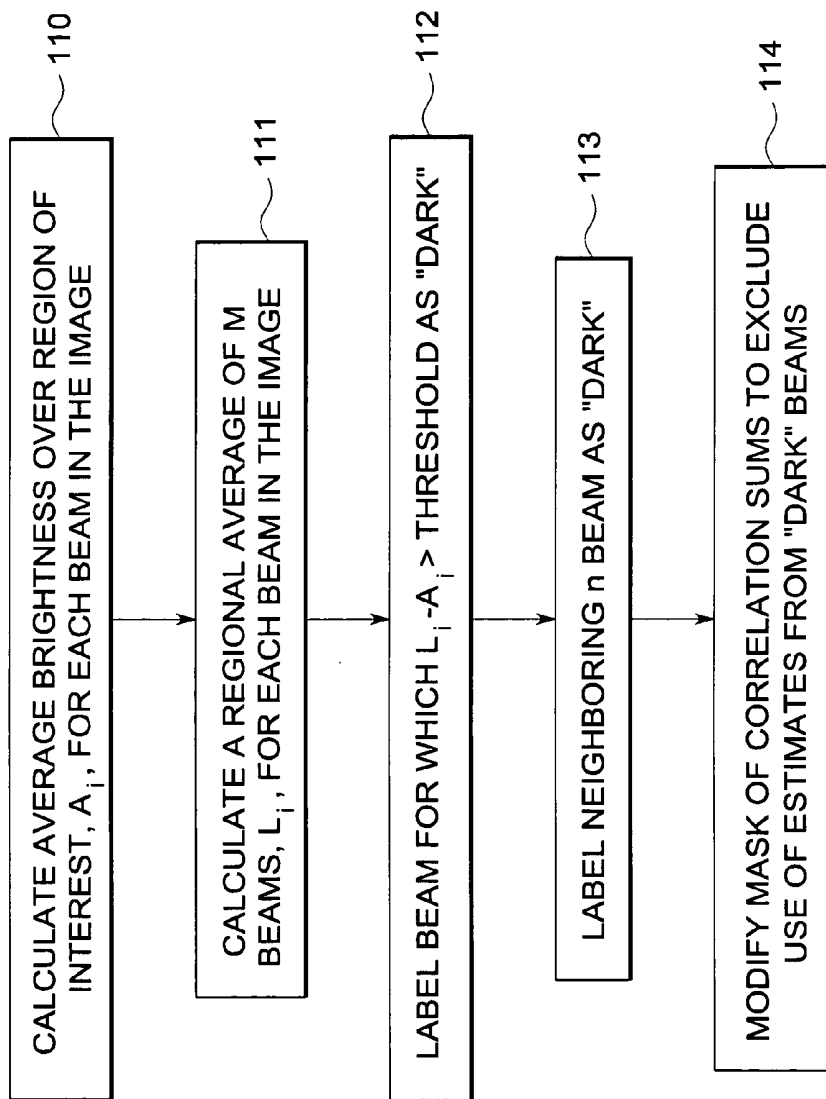 CALCULATE AVERAGE BRIGHTNESS OVER REGION OF
INTEREST, A_i, FOR EACH BEAM IN THE IMAGE
110
CALCULATE A REGIONAL AVERAGE OF M
BEAMS, L_i, FOR EACH BEAM IN THE IMAGE
111
LABEL BEAM FOR WHICH L_i-A_i > THRESHOLD AS "DARK"
112
LABEL NEIGHBORING n BEAM AS "DARK"
113
MODIFY MASK OF CORRELATION SUMS TO EXCLUDE
USE OF ESTIMATES FROM "DARK" BEAMS
114